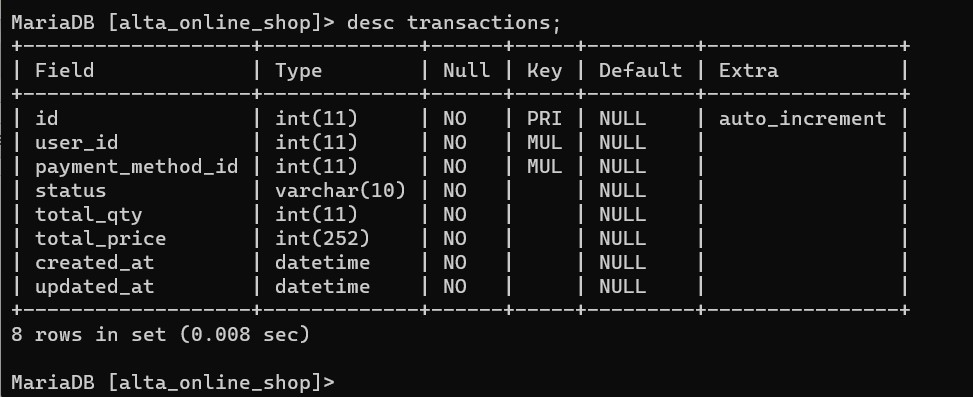 MariaDB [alta_online_shop]> desc transactions;
+-------------------+-------------+------+-----+---------+----------------+
| Field             | Type        | Null | Key | Default | Extra          |
+-------------------+-------------+------+-----+---------+----------------+
| id                | int(11)     | NO   | PRI | NULL    | auto_increment |
| user_id           | int(11)     | NO   | MUL | NULL    |                |
| payment_method_id | int(11)     | NO   | MUL | NULL    |                |
| status            | varchar(10) | NO   |     | NULL    |                |
| total_qty         | int(11)     | NO   |     | NULL    |                |
| total_price       | int(252)    | NO   |     | NULL    |                |
| created_at        | datetime    | NO   |     | NULL    |                |
| updated_at        | datetime    | NO   |     | NULL    |                |
+-------------------+-------------+------+-----+---------+----------------+
8 rows in set (0.008 sec)
MariaDB [alta_online_shop]>